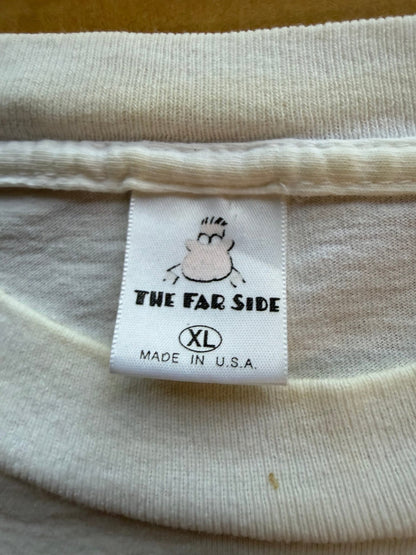 THE FAR SIDE
XL
MADE IN U.S.A.